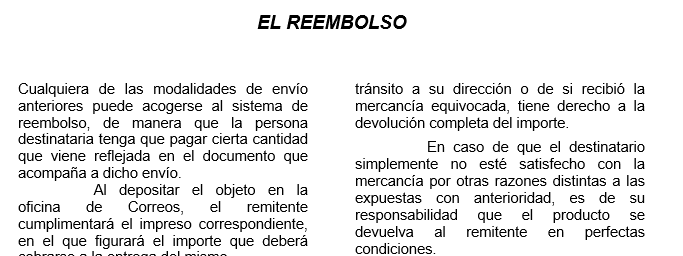 EL REEMBOLSO
Cualquiera de las modalidades de envío
anteriores puede acogerse al sistema de
reembolso, de manera que la persona
destinataria tenga que pagar cierta cantidad
que viene reflejada en el documento que
acompaña a dicho envío.
Al depositar el objeto en la
oficina de Correos, el remitente
cumplimentará el impreso correspondiente,
en el que figurará el importe que deberá
cobrarse a la entrega del mismo.
tránsito a su dirección o de si recibió la
mercancía equivocada, tiene derecho a la
devolución completa del importe.
En caso de que el destinatario
simplemente no esté satisfecho con la
mercancía por otras razones distintas a las
expuestas con anterioridad, es de su
responsabilidad que el producto se
devuelva al remitente en perfectas
condiciones.